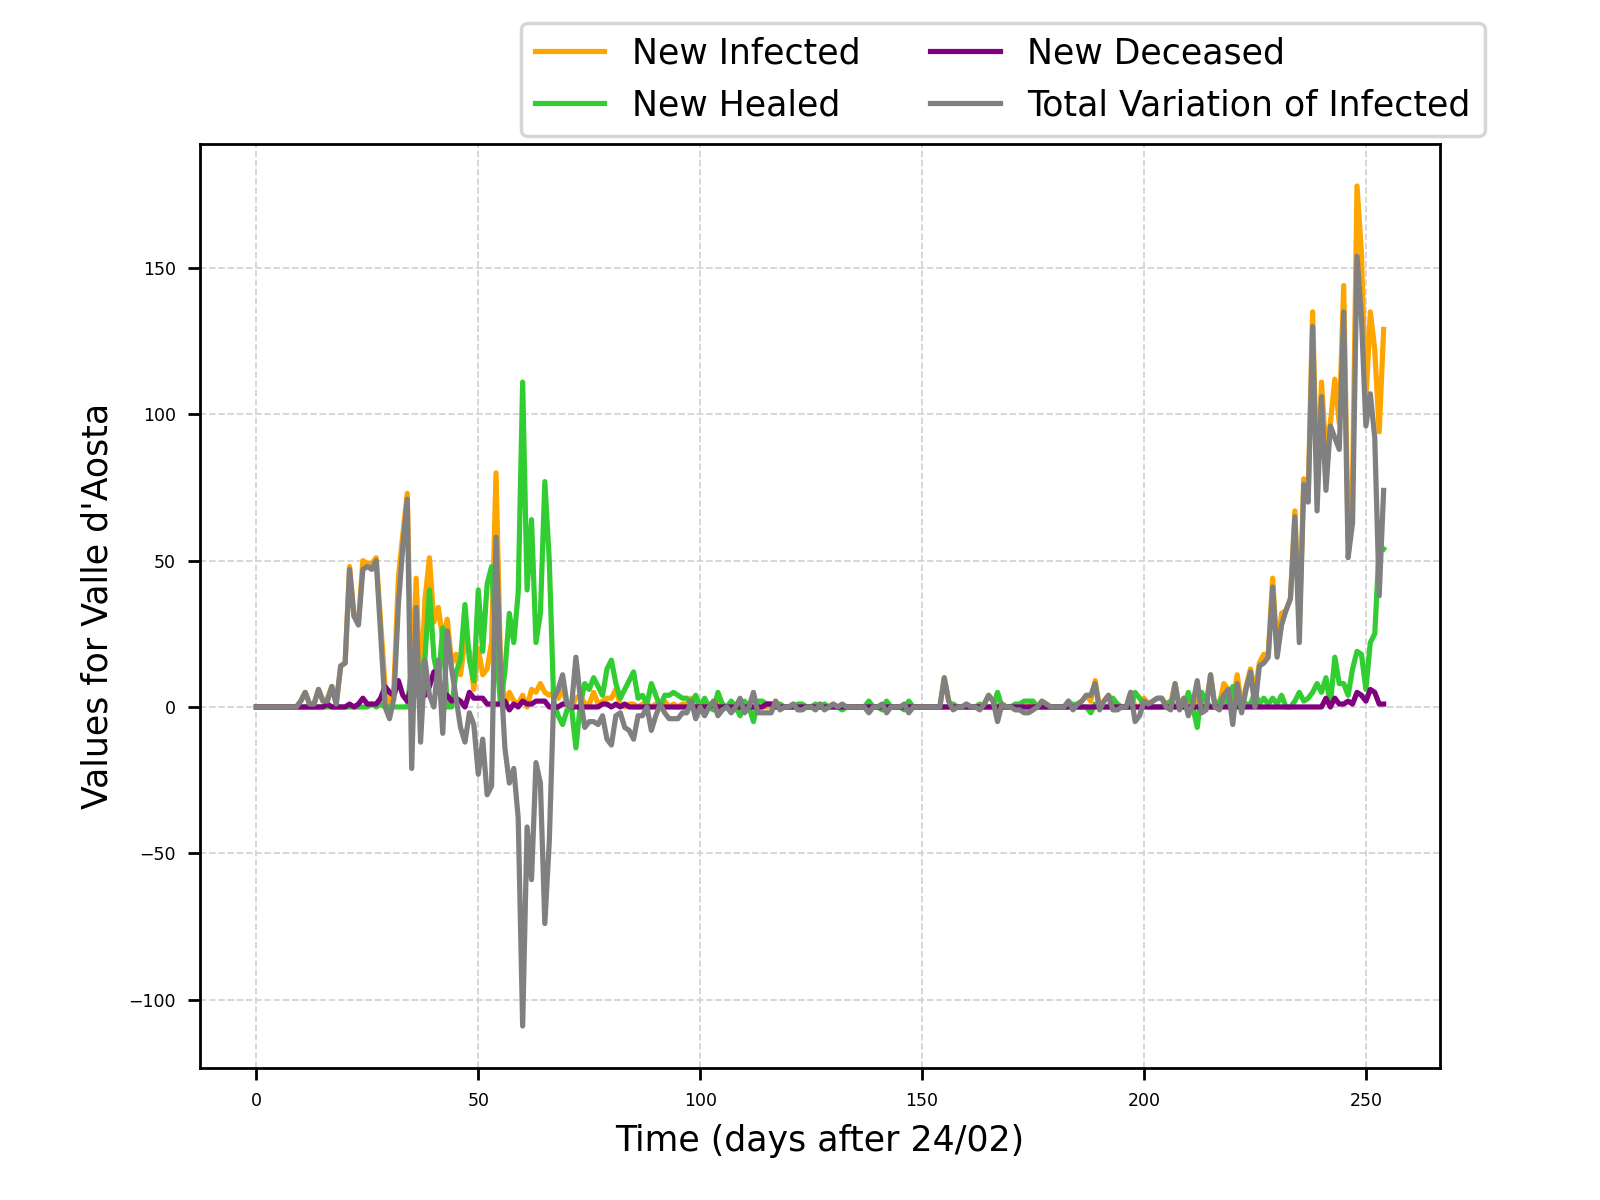 New Infected
New Healed
New Deceased
Total Variation of Infected
Values for Valle d'Aosta
150
100
50
0
−50
−100
0 50 100 150 200 250
Time (days after 24/02)